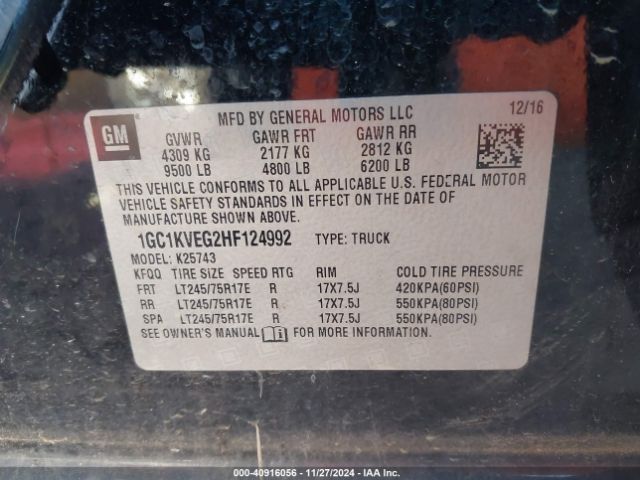 MFD BY GENERAL MOTORS LLC 12/16
GM
GVWR GAWR FRT GAWR RR
4309 KG 2177 KG 2812 KG
9500 LB 4800 LB 6200 LB
THIS VEHICLE CONFORMS TO ALL APPLICABLE U.S. FEDERAL MOTOR
VEHICLE SAFETY STANDARDS IN EFFECT ON THE DATE OF
MANUFACTURE SHOWN ABOVE.
1GC1KVEG2HF124992 TYPE: TRUCK
MODEL: K25743
KFQQ TIRE SIZE SPEED RTG RIM COLD TIRE PRESSURE
FRT LT245/75R17E R 17X7.5J 420KPA(60PSI)
RR LT245/75R17E R 17X7.5J 550KPA(80PSI)
SPA LT245/75R17E R 17X7.5J 550KPA(80PSI)
SEE OWNER'S MANUAL FOR MORE INFORMATION.
000-40916056 - 11/27/2024 - IAA Inc.